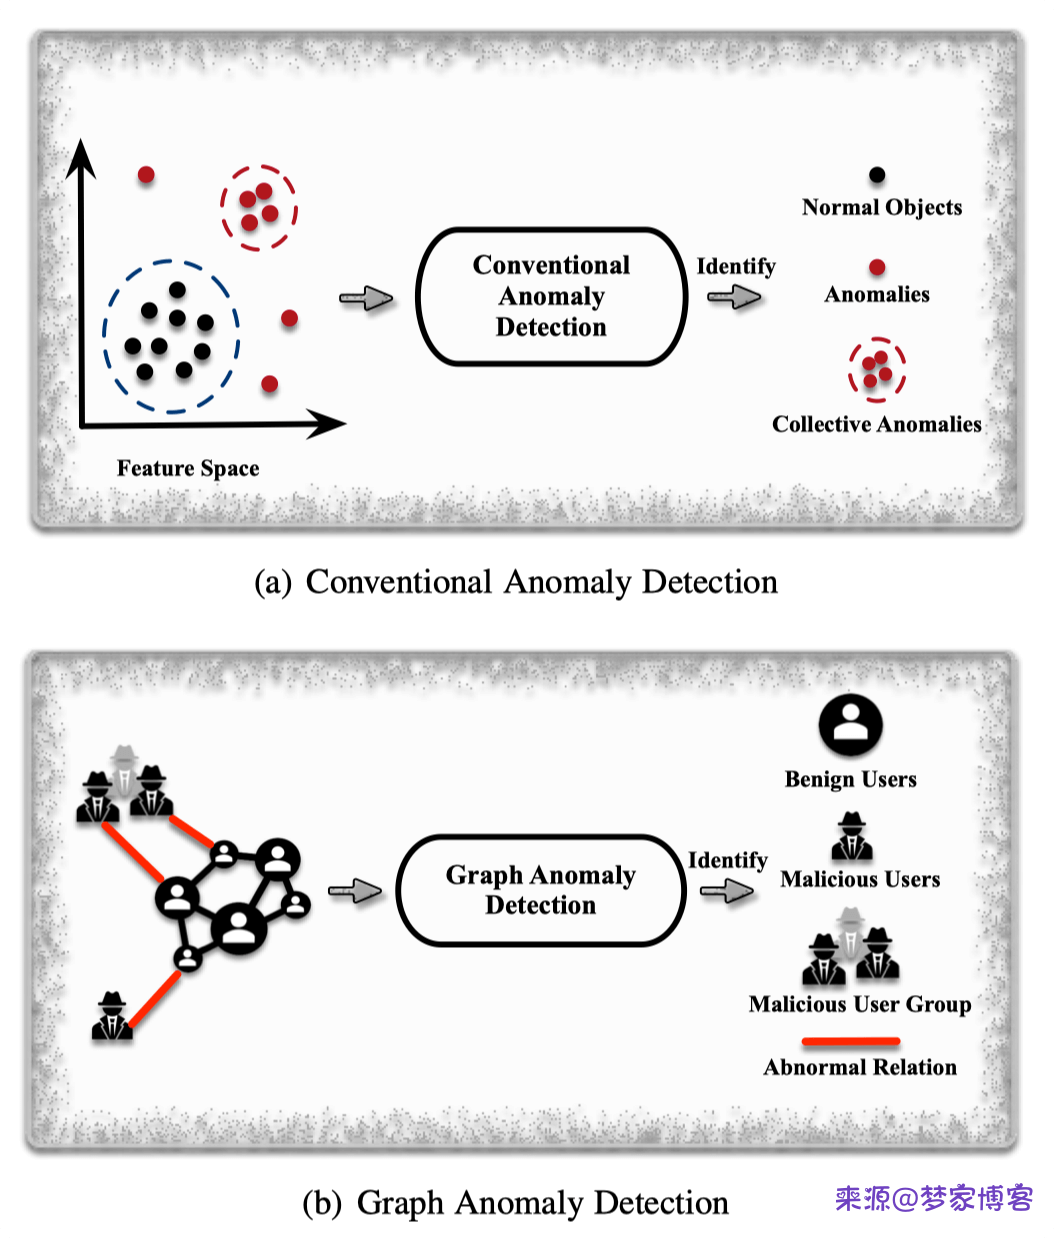 Feature Space
Conventional
Anomaly
Detection
Identify
Normal Objects
Anomalies
Collective Anomalies
(a) Conventional Anomaly Detection
Graph Anomaly
Detection
Identify
Benign Users
Malicious Users
Malicious User Group
Abnormal Relation
(b) Graph Anomaly Detection
来源@梦家博客